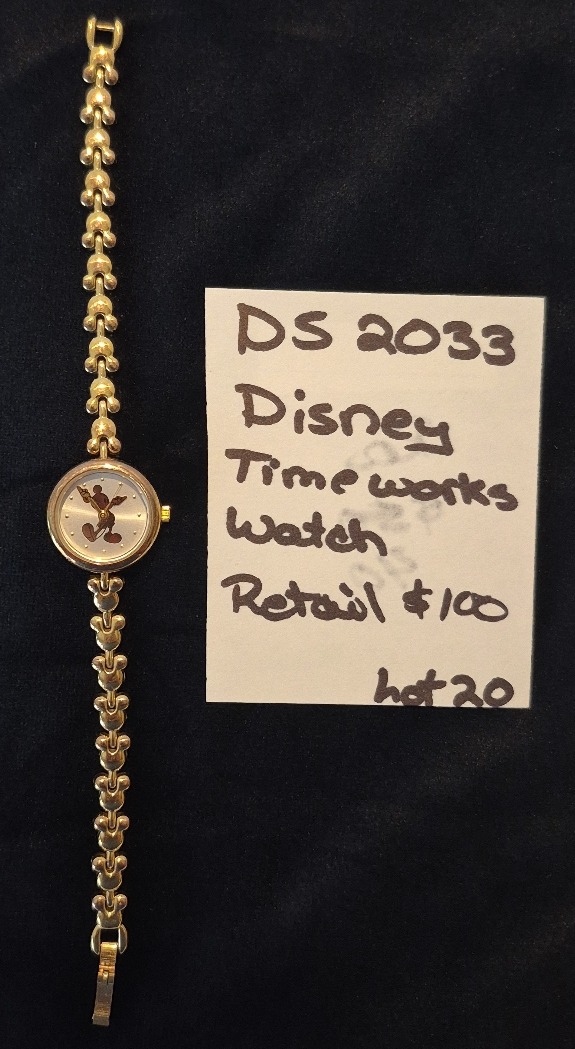 DS 2033
Disney
Timeworks
Watch
Retail $100
Lot 20